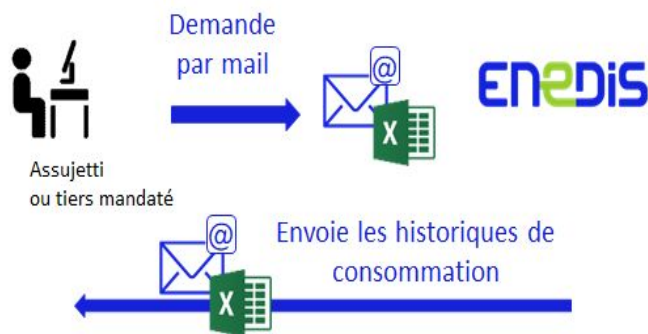 Demande
par mail
@
ENEDIS
X
Assujetti
ou tiers mandaté
@
Envoie les historiques de
consommation
X